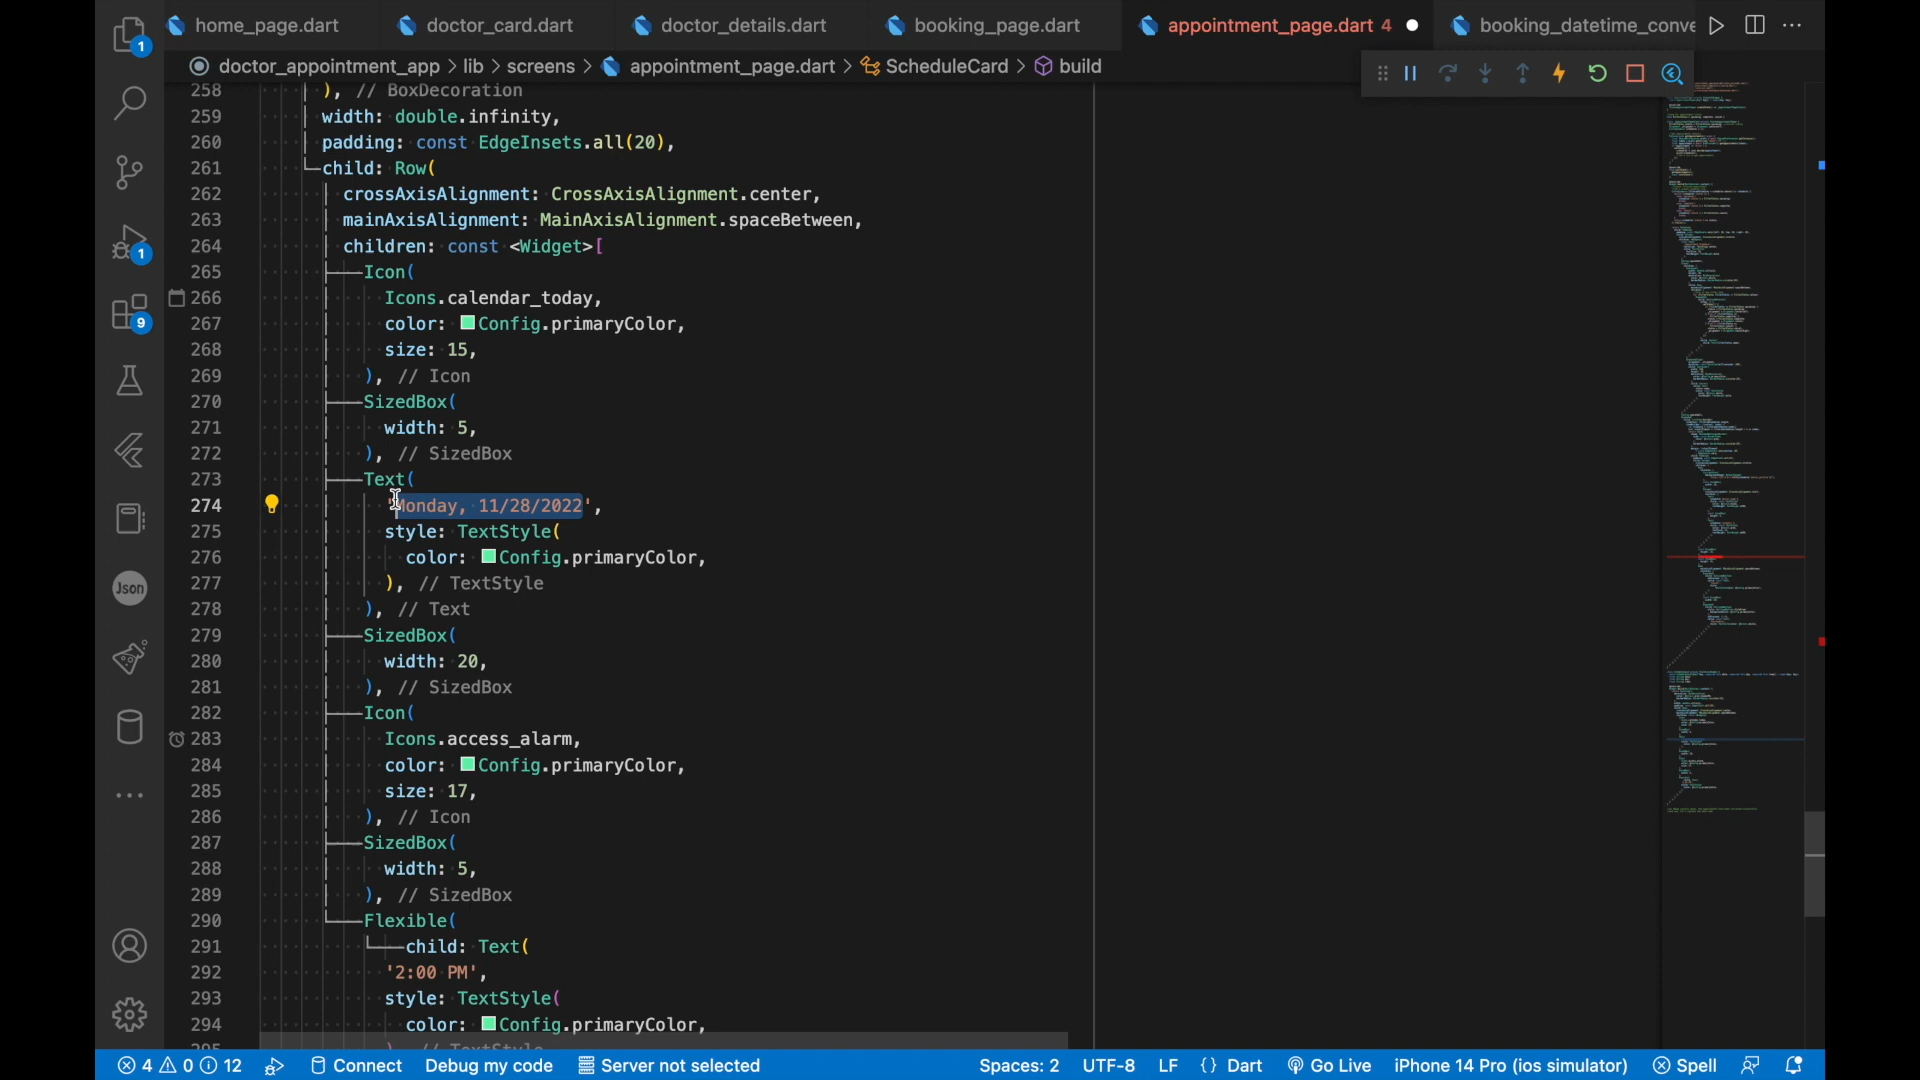 home_page.dart doctor_card.dart doctor_details.dart booking_page.dart appointment_page.dart 4 booking_datetime_conve
doctor_appointment_app > lib > screens > appointment_page.dart > ScheduleCard > build
258 ), // BoxDecoration
259 width: double.infinity,
260 padding: const EdgeInsets.all(20),
261 child: Row(
262 crossAxisAlignment: CrossAxisAlignment.center,
263 mainAxisAlignment: MainAxisAlignment.spaceBetween,
264 children: const <Widget>[
265 Icon(
266 Icons.calendar_today,
267 color: Config.primaryColor,
268 size: 15,
269 ), // Icon
270 SizedBox(
271 width: 5,
272 ), // SizedBox
273 Text(
274 'Monday, 11/28/2022',
275 style: TextStyle(
276 color: Config.primaryColor,
277 ), // TextStyle
278 ), // Text
279 SizedBox(
280 width: 20,
281 ), // SizedBox
282 Icon(
283 Icons.access_alarm,
284 color: Config.primaryColor,
285 size: 17,
286 ), // Icon
287 SizedBox(
288 width: 5,
289 ), // SizedBox
290 Flexible(
291 child: Text(
292 '2:00 PM',
293 style: TextStyle(
294 color: Config.primaryColor,
1
1
9
Json
4 0 12 Connect Debug my code Server not selected Spaces: 2 UTF-8 LF {} Dart Go Live iPhone 14 Pro (ios simulator) Spell